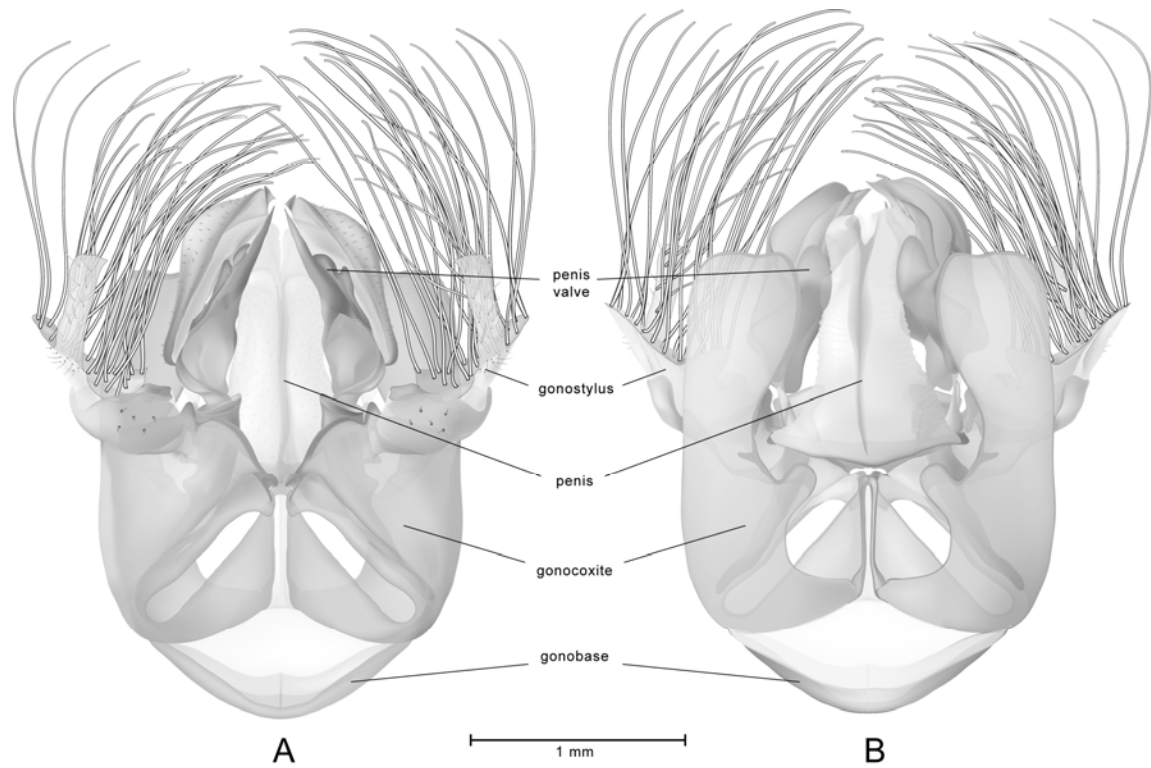 penis
valve
gonostylus
penis
gonocoxite
gonobase
1 mm
A
B